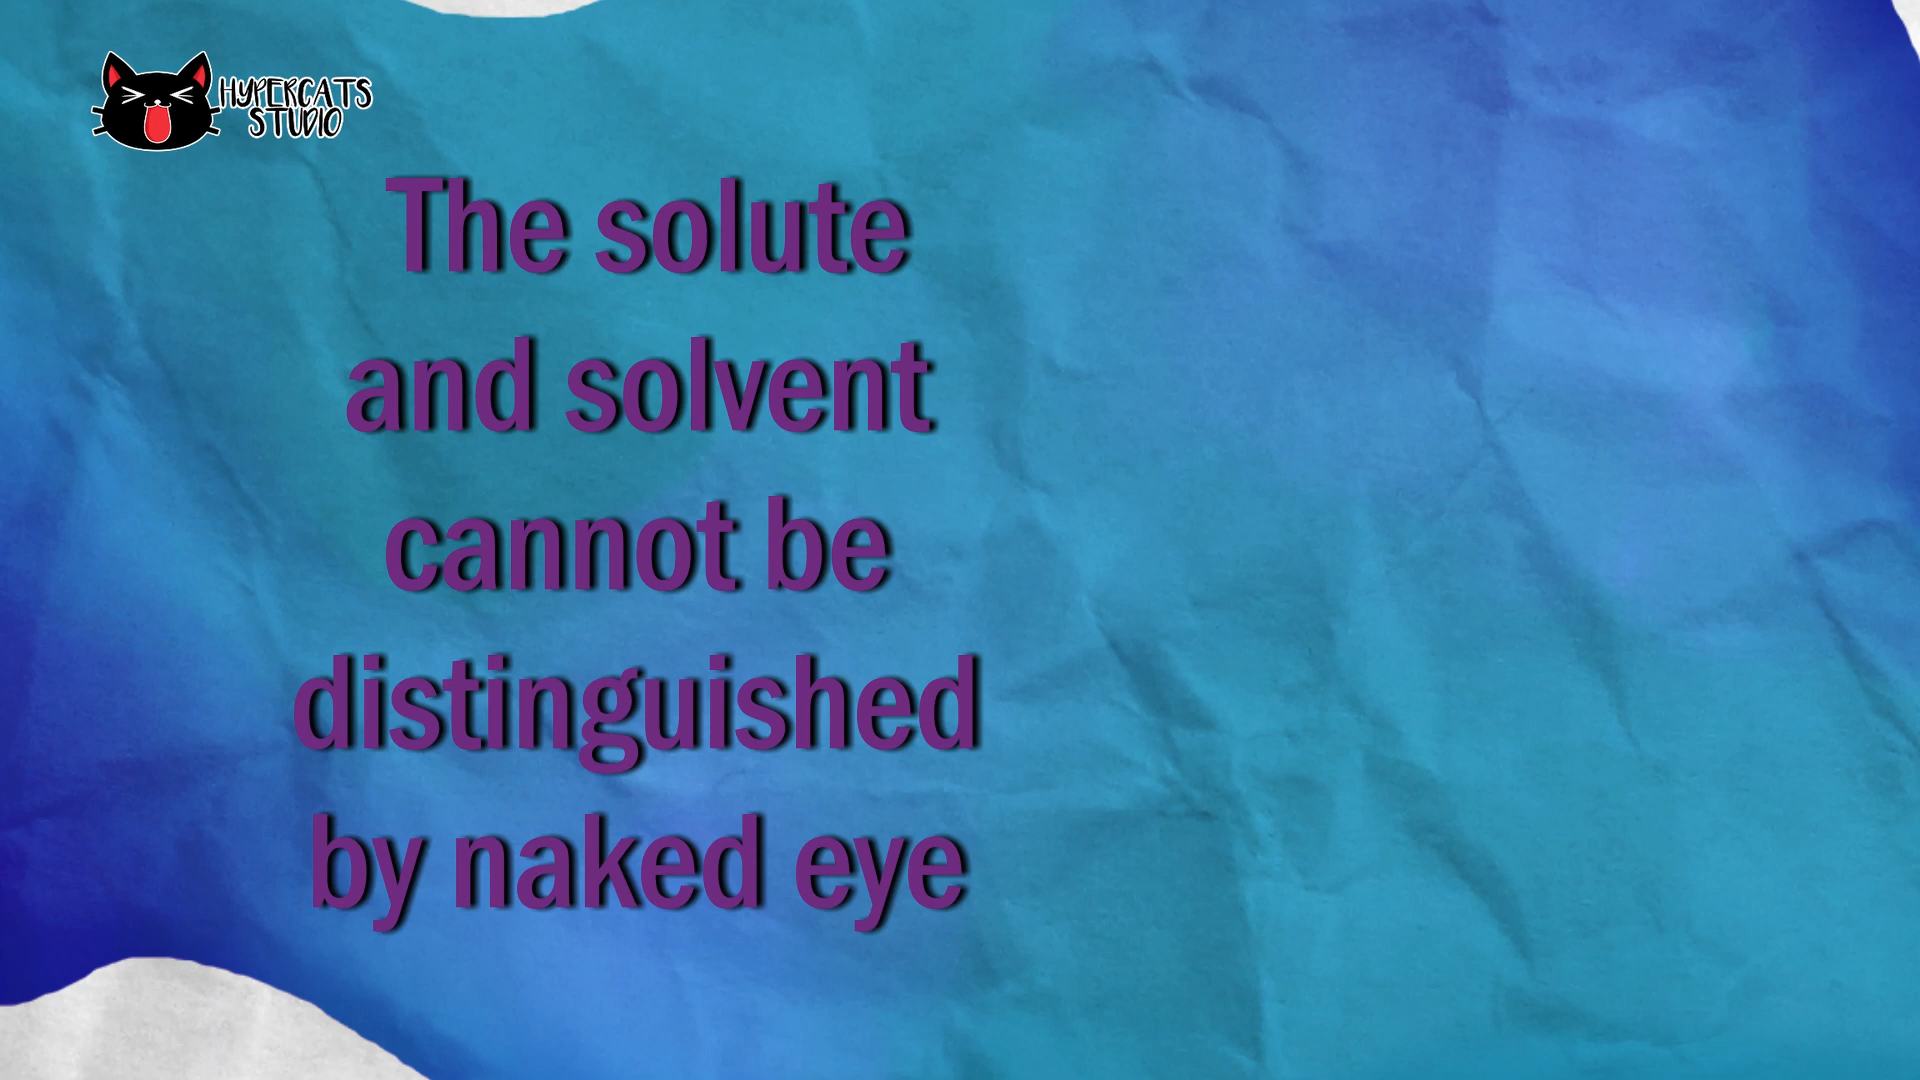 HYPERCATS
STUDIO
The solute
and solvent
cannot be
distinguished
by naked eye